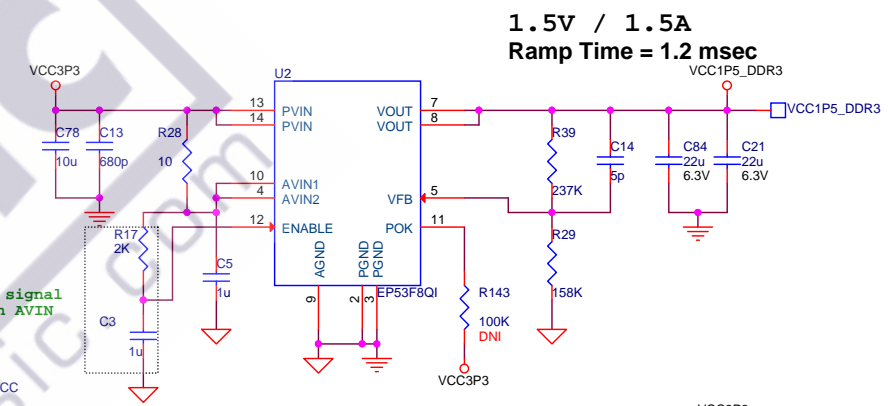 1.5V / 1.5A
Ramp Time = 1.2 msec
VCC3P3
U2
VCC1P5_DDR3
13 PVIN
14 PVIN
VOUT 7
VOUT 8
VCC1P5_DDR3
C78
10u
C13
680p
R28
10
R39
237K
C14
5p
C84
22u
6.3V
C21
22u
6.3V
10 AVIN1
4 AVIN2
VFB 5
12 ENABLE
POK 11
R17
2K
AGND
PGND
PGND
C5
1u
EP53F8QI
R29
158K
9
2
3
R143
100K
DNI
signal
AVIN
C3
1u
VCC3P3
CC